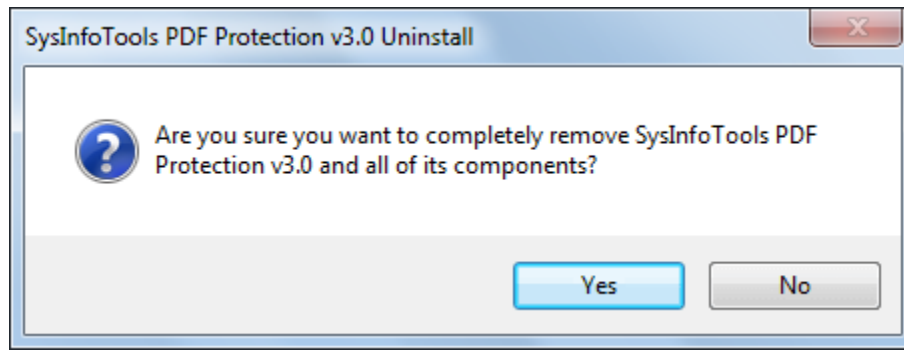 SysInfoTools PDF Protection v3.0 Uninstall
Are you sure you want to completely remove SysInfoTools PDF
Protection v3.0 and all of its components?
Yes No